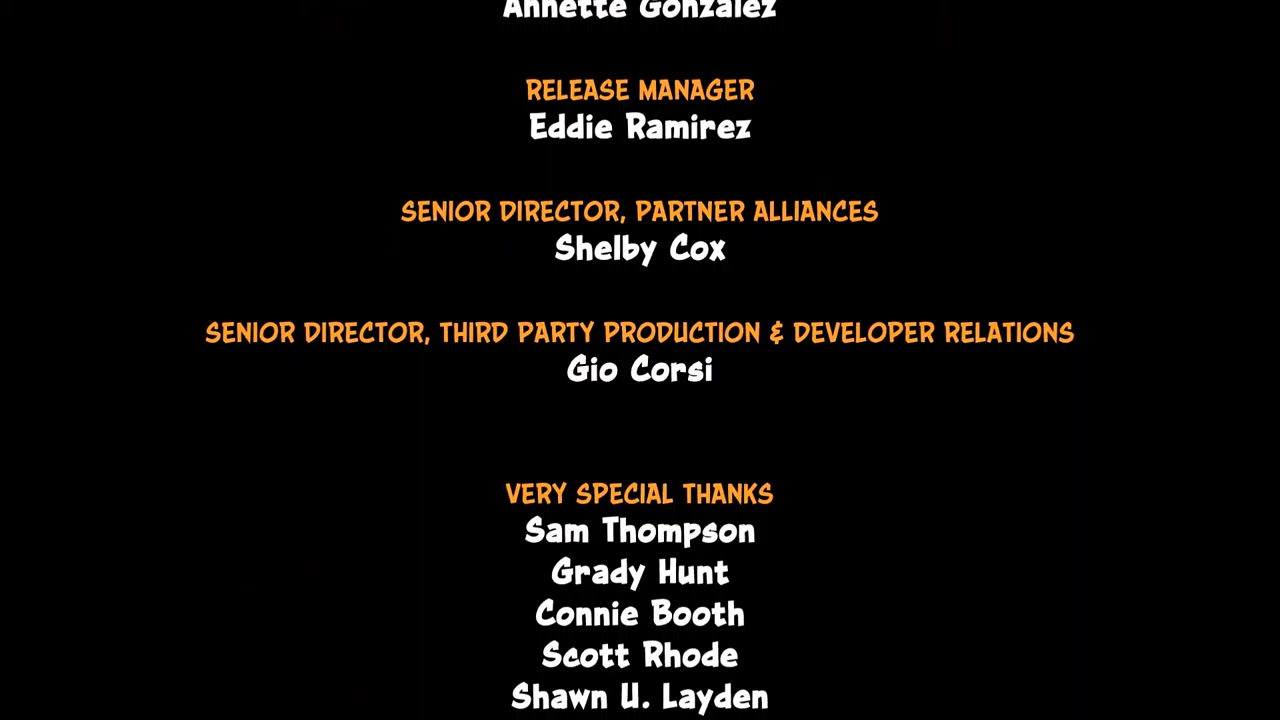 Annette Gonzalez
RELEASE MANAGER
Eddie Ramirez
SENIOR DIRECTOR, PARTNER ALLIANCES
Shelby Cox
SENIOR DIRECTOR, THIRD PARTY PRODUCTION & DEVELOPER RELATIONS
Gio Corsi
VERY SPECIAL THANKS
Sam Thompson
Grady Hunt
Connie Booth
Scott Rhode
Shawn U. Layden